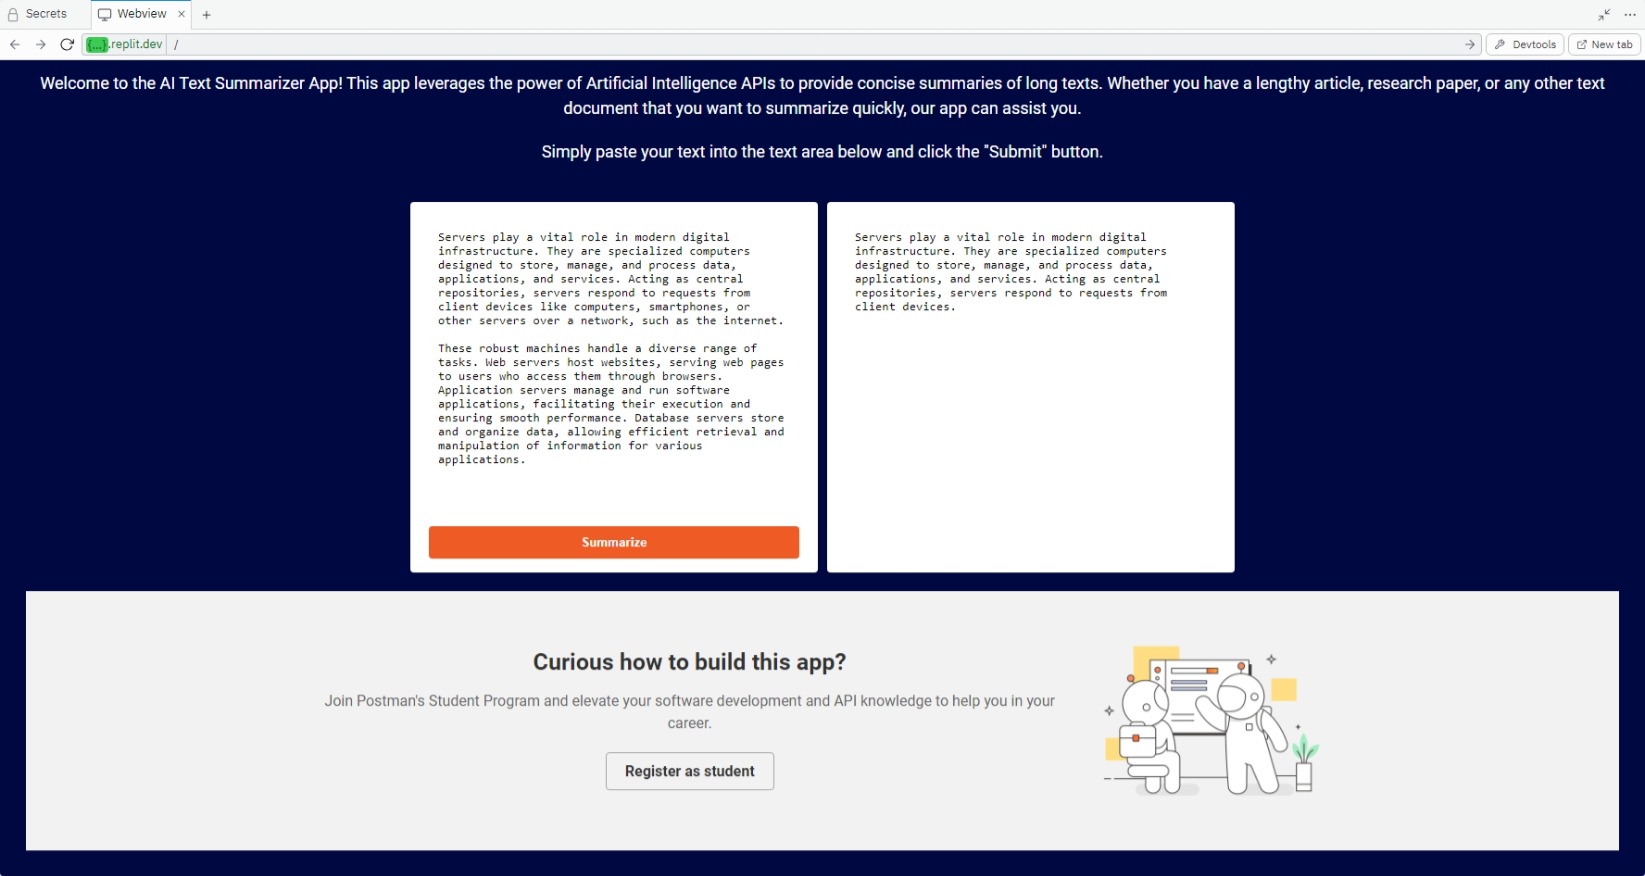 Secrets
Webview
{...}.replit.dev /
Devtools
New tab
Welcome to the AI Text Summarizer App! This app leverages the power of Artificial Intelligence APIs to provide concise summaries of long texts. Whether you have a lengthy article, research paper, or any other text
document that you want to summarize quickly, our app can assist you.
Simply paste your text into the text area below and click the "Submit" button.
Servers play a vital role in modern digital
infrastructure. They are specialized computers
designed to store, manage, and process data,
applications, and services. Acting as central
repositories, servers respond to requests from
client devices like computers, smartphones, or
other servers over a network, such as the internet.
These robust machines handle a diverse range of
tasks. Web servers host websites, serving web pages
to users who access them through browsers.
Application servers manage and run software
applications, facilitating their execution and
ensuring smooth performance. Database servers store
and organize data, allowing efficient retrieval and
manipulation of information for various
applications.
Summarize
Servers play a vital role in modern digital
infrastructure. They are specialized computers
designed to store, manage, and process data,
applications, and services. Acting as central
repositories, servers respond to requests from
client devices.
Curious how to build this app?
Join Postman's Student Program and elevate your software development and API knowledge to help you in your
career.
Register as student